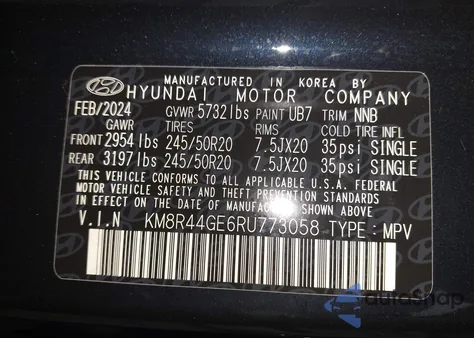 MANUFACTURED IN KOREA BY
HYUNDAI MOTOR COMPANY
FEB/2024 GVWR 5732lbs PAINT UB7 TRIM NNB
GAWR TIRES RIMS COLD TIRE INFL
FRONT 2954 lbs 245/50R20 7.5JX20 35psi SINGLE
REAR 3197 lbs 245/50R20 7.5JX20 35psi SINGLE
THIS VEHICLE CONFORMS TO ALL APPLICABLE U.S.A. FEDERAL
MOTOR VEHICLE SAFETY AND THEFT PREVENTION STANDARDS
IN EFFECT ON THE DATE OF MANUFACTURE SHOWN ABOVE.
V.I.N KM8R44GE6RU773058 TYPE : MPV
autoSnap